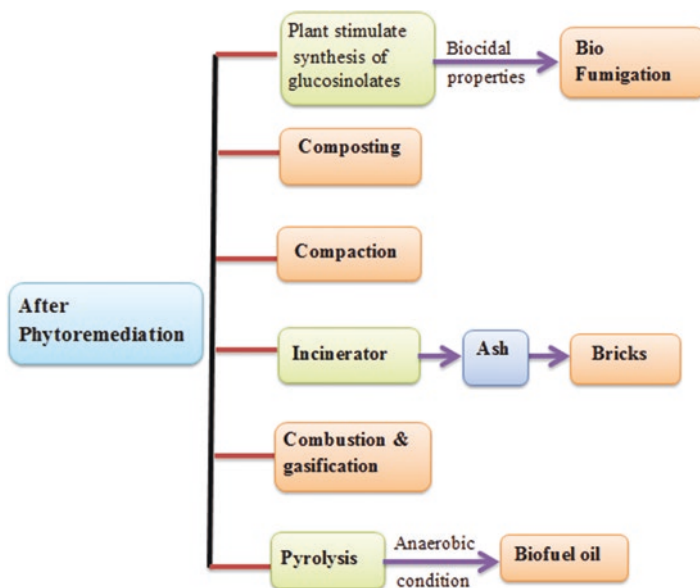 Plant stimulate
synthesis of
glucosinolates
Biocidal
properties
Bio
Fumigation
Composting
Compaction
After
Phytoremediation
Incinerator
Ash
Bricks
Combustion &
gasification
Pyrolysis
Anaerobic
condition
Biofuel oil